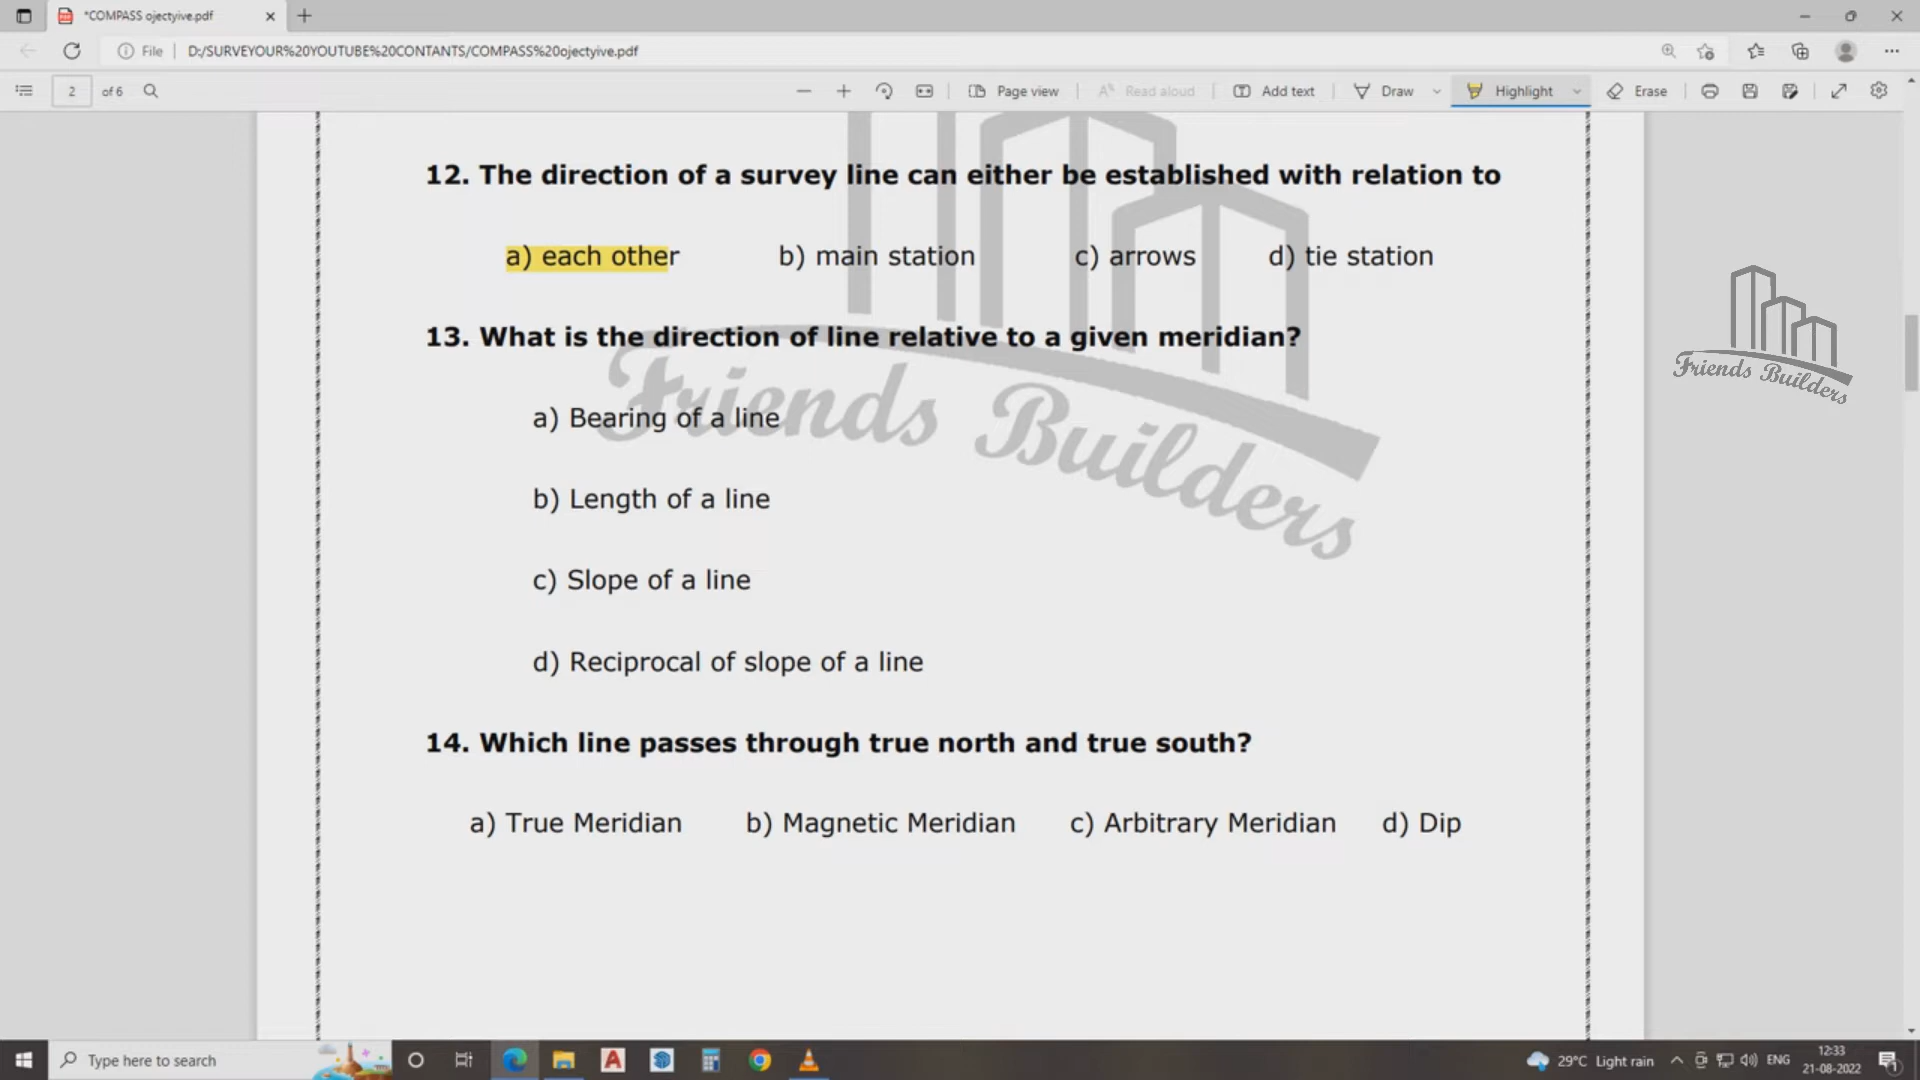 *COMPASS ojectyive.pdf
File
D:/SURVEYOUR%20YOUTUBE%20CONTANTS/COMPASS%20ojectyive.pdf
2 of 6
Page view
Read aloud
Add text
Draw
Highlight
Erase
12. The direction of a survey line can either be established with relation to
a) each other b) main station c) arrows d) tie station
13. What is the direction of line relative to a given meridian?
a) Bearing of a line
b) Length of a line
c) Slope of a line
d) Reciprocal of slope of a line
14. Which line passes through true north and true south?
a) True Meridian b) Magnetic Meridian c) Arbitrary Meridian d) Dip
Friends Builders
Friends Builders
Type here to search
29°C Light rain
ENG
12:33
21-08-2022
1